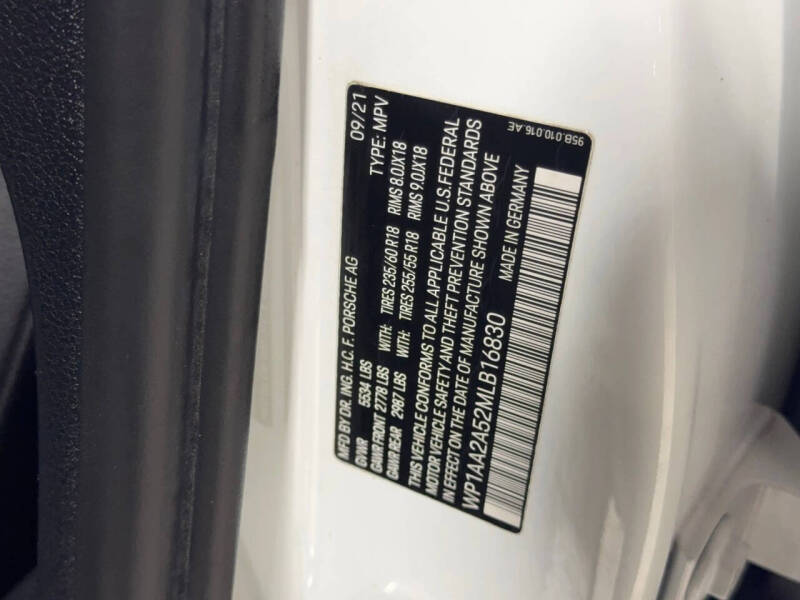 MFD BY DR. ING. H.C. F. PORSCHE AG 09/21
GVWR 5534 LBS TYPE: MPV
GAWR FRONT 2778 LBS WITH: TIRES 235/60 R18 RIMS 8.0JX18
GAWR REAR 2987 LBS WITH: TIRES 255/55 R18 RIMS 9.0JX18
THIS VEHICLE CONFORMS TO ALL APPLICABLE U.S. FEDERAL
MOTOR VEHICLE SAFETY AND THEFT PREVENTION STANDARDS
IN EFFECT ON THE DATE OF MANUFACTURE SHOWN ABOVE
WP1AA2A52MLB16830 MADE IN GERMANY
95B.010.016.AE